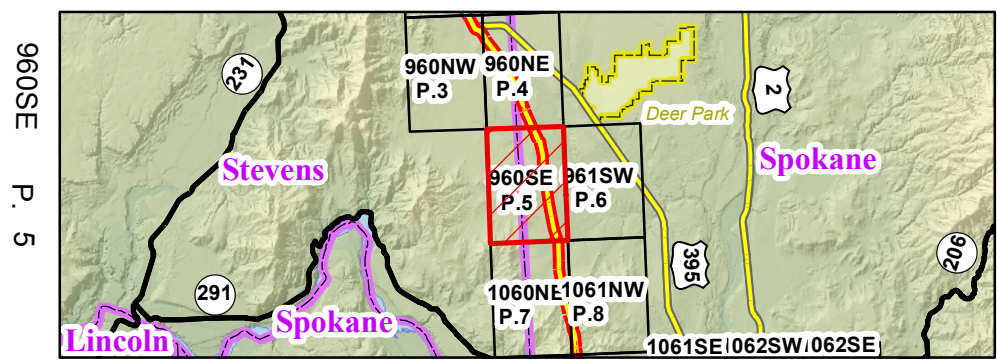 960SE P. 5
231
Stevens
960NW
P.3
960NE
P.4
Deer Park
2
Spokane
960SE
P.5
961SW
P.6
291
Spokane
Lincoln
1060NE
P.7
1061NW
P.8
395
206
1061SE
062SW
062SE